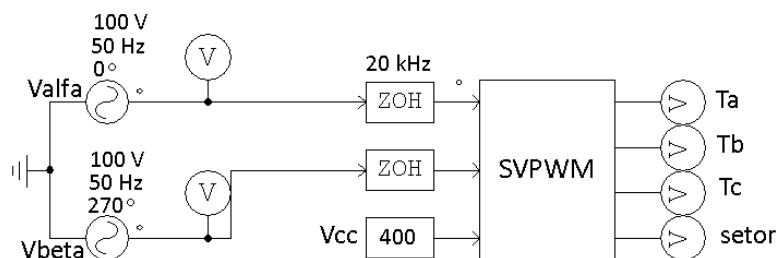 100 V
50 Hz
0°
Valfa
V
20 kHz
ZOH
Ta
100 V
50 Hz
270°
Vbeta
V
ZOH
SVPWM
Tb
Tc
Vcc
400
setor
V
V
V
V